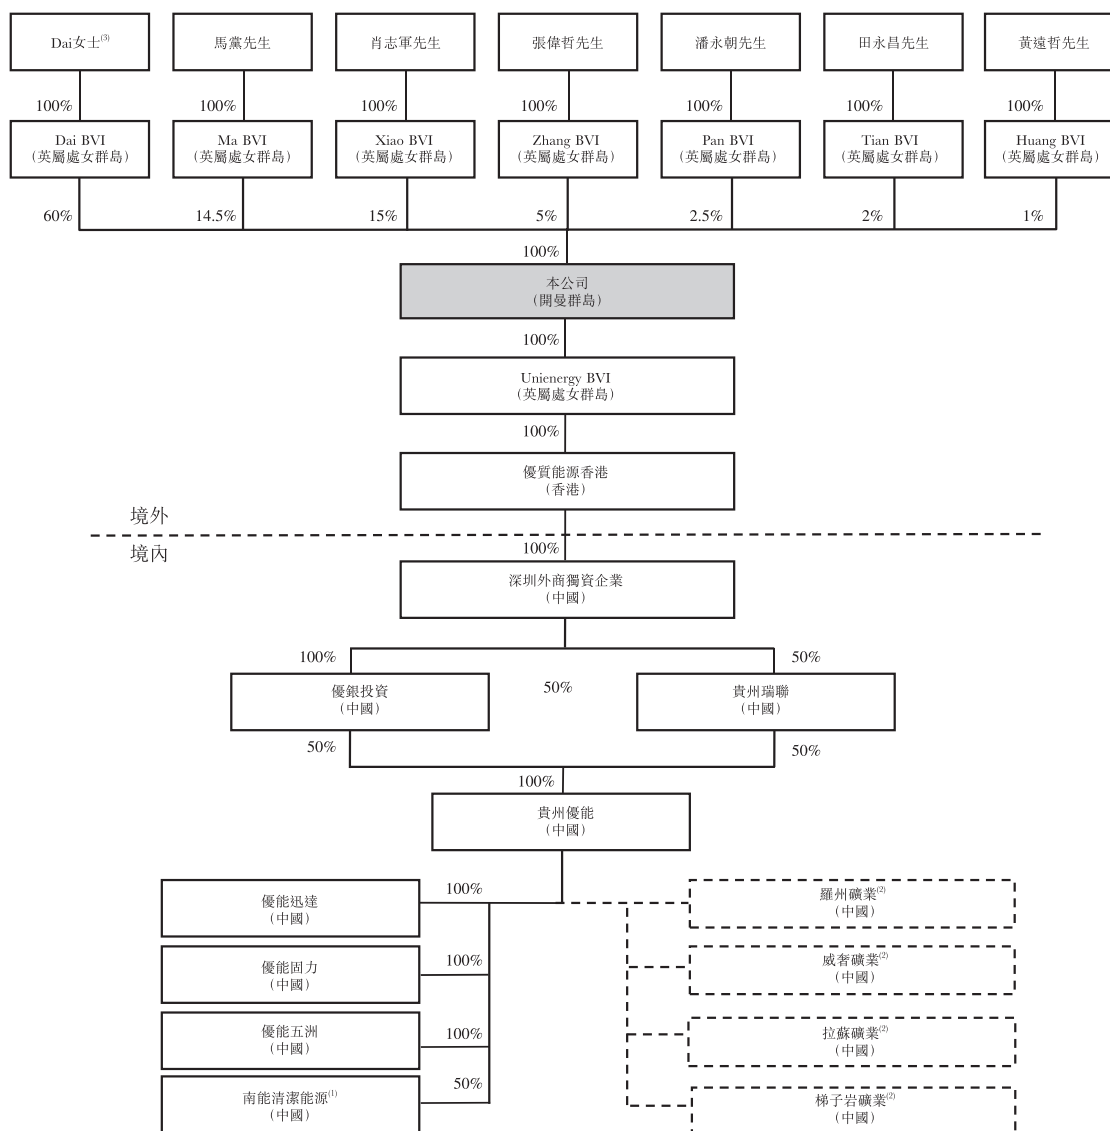 Dai女士(3)
馬黨先生
肖志軍先生
張偉哲先生
潘永朝先生
田永昌先生
黃遠哲先生
100%
100%
100%
100%
100%
100%
100%
Dai BVI
(英屬處女群島)
Ma BVI
(英屬處女群島)
Xiao BVI
(英屬處女群島)
Zhang BVI
(英屬處女群島)
Pan BVI
(英屬處女群島)
Tian BVI
(英屬處女群島)
Huang BVI
(英屬處女群島)
60%
14.5%
15%
5%
2.5%
2%
1%
100%
本公司
(開曼群島)
100%
Unienergy BVI
(英屬處女群島)
100%
優質能源香港
(香港)
境外
境內
100%
深圳外商獨資企業
(中國)
100%
50%
50%
優銀投資
(中國)
貴州瑞聯
(中國)
50%
50%
100%
貴州優能
(中國)
100%
優能迅達
(中國)
羅州礦業(2)
(中國)
100%
優能固力
(中國)
威奢礦業(2)
(中國)
100%
優能五洲
(中國)
拉蘇礦業(2)
(中國)
50%
南能清潔能源(1)
(中國)
梯子岩礦業(2)
(中國)